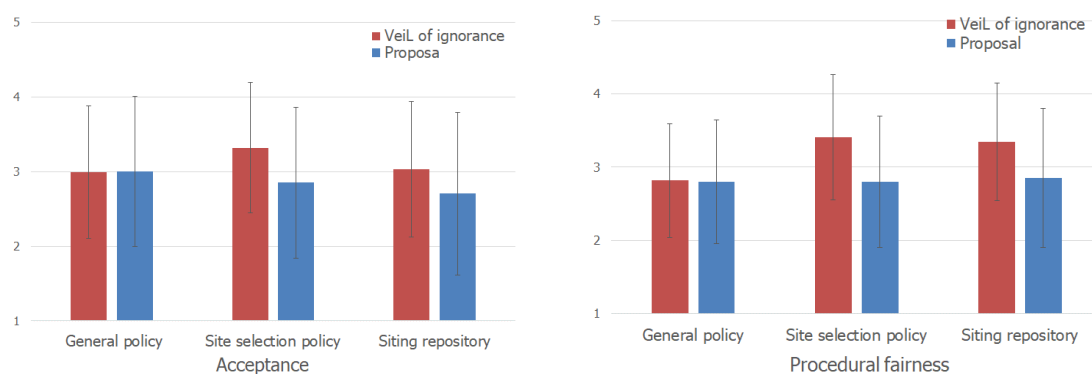 5
4
3
2
1
VeiL of ignorance
Proposa
General policy
Site selection policy
Siting repository
Acceptance
5
4
3
2
1
VeiL of ignorance
Proposal
General policy
Site selection policy
Siting repository
Procedural fairness